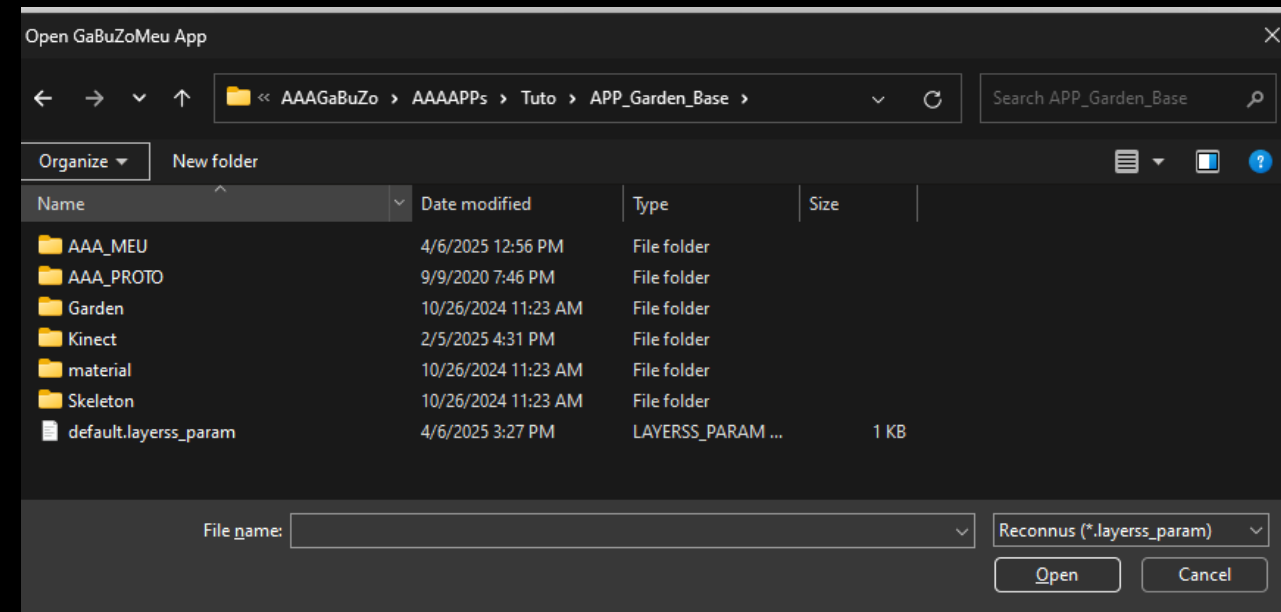 Open GaBuZoMeu App
« AAAGaBuZo > AAAAPPs > Tuto > APP_Garden_Base >
Search APP_Garden_Base
Organize
New folder
?
Name Date modified Type Size
AAA_MEU 4/6/2025 12:56 PM File folder
AAA_PROTO 9/9/2020 7:46 PM File folder
Garden 10/26/2024 11:23 AM File folder
Kinect 2/5/2025 4:31 PM File folder
material 10/26/2024 11:23 AM File folder
Skeleton 10/26/2024 11:23 AM File folder
default.layerss_param 4/6/2025 3:27 PM LAYERSS_PARAM ... 1 KB
File name:
Reconnus (*.layerss_param)
Open Cancel